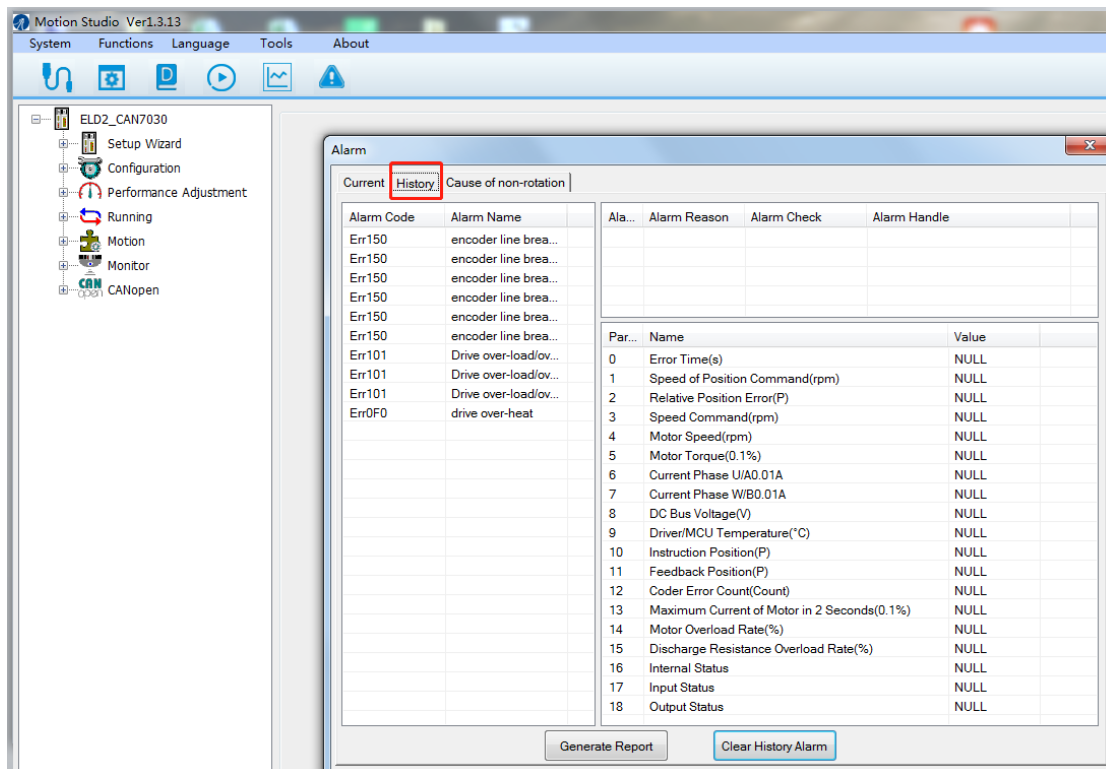 Motion Studio Ver1.3.13
System Functions Language Tools About
D
ELD2_CAN7030
Setup Wizard
Configuration
Performance Adjustment
Running
Motion
Monitor
CAN
open CANopen
Alarm
Current History Cause of non-rotation
Alarm Code Alarm Name
Err150 encoder line brea...
Err150 encoder line brea...
Err150 encoder line brea...
Err150 encoder line brea...
Err150 encoder line brea...
Err150 encoder line brea...
Err101 Drive over-load/ov...
Err101 Drive over-load/ov...
Err101 Drive over-load/ov...
Err0F0 drive over-heat
Ala... Alarm Reason Alarm Check Alarm Handle
Par... Name Value
0 Error Time(s) NULL
1 Speed of Position Command(rpm) NULL
2 Relative Position Error(P) NULL
3 Speed Command(rpm) NULL
4 Motor Speed(rpm) NULL
5 Motor Torque(0.1%) NULL
6 Current Phase U/A0.01A NULL
7 Current Phase W/B0.01A NULL
8 DC Bus Voltage(V) NULL
9 Driver/MCU Temperature(°C) NULL
10 Instruction Position(P) NULL
11 Feedback Position(P) NULL
12 Coder Error Count(Count) NULL
13 Maximum Current of Motor in 2 Seconds(0.1%) NULL
14 Motor Overload Rate(%) NULL
15 Discharge Resistance Overload Rate(%) NULL
16 Internal Status NULL
17 Input Status NULL
18 Output Status NULL
Generate Report Clear History Alarm